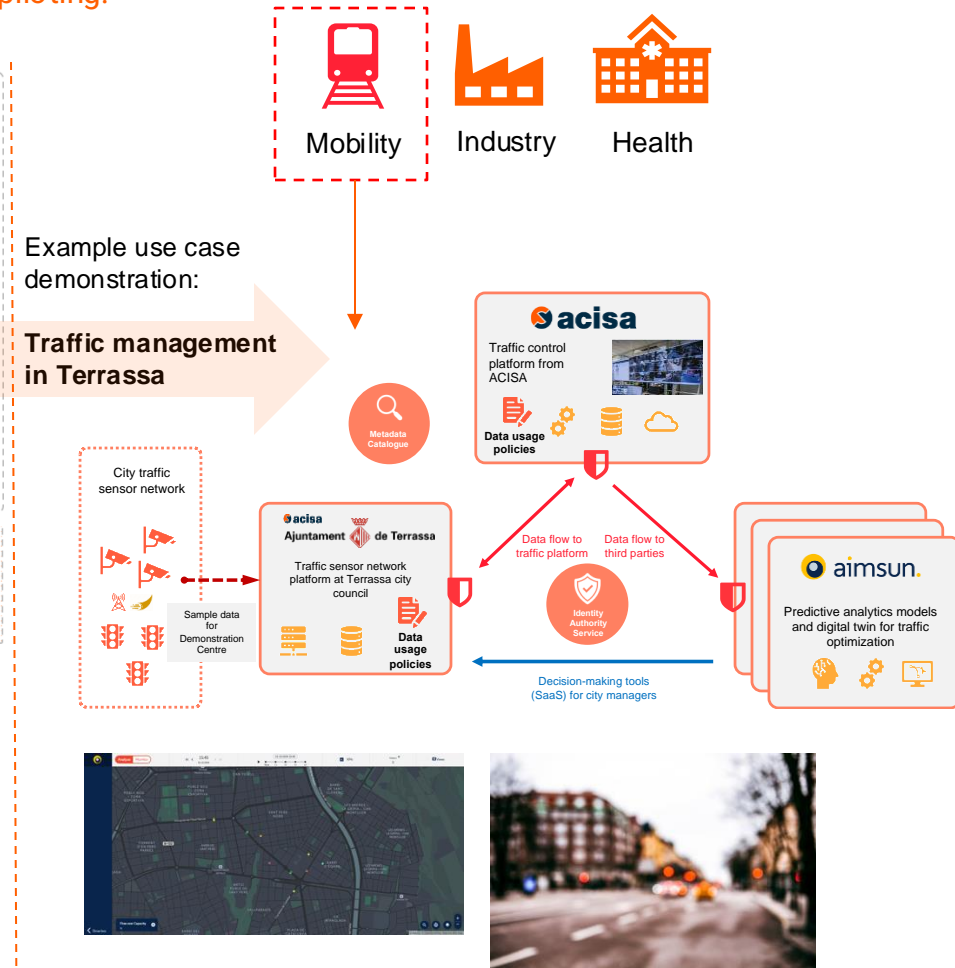 piloting.
Mobility
Industry
Health
Example use case
demonstration:
Traffic management
in Terrassa
acisa
Traffic control
platform from
ACISA
Data usage
policies
Metadata
Catalogue
City traffic
sensor network
acisa
Ajuntament de Terrassa
Traffic sensor network
platform at Terrassa city
council
Data
usage
policies
Sample data
for
Demonstration
Centre
Data flow to
traffic platform
Data flow to
third parties
Identity
Authority
Service
aimsun.
Predictive analytics models
and digital twin for traffic
optimization
Decision-making tools
(SaaS) for city managers